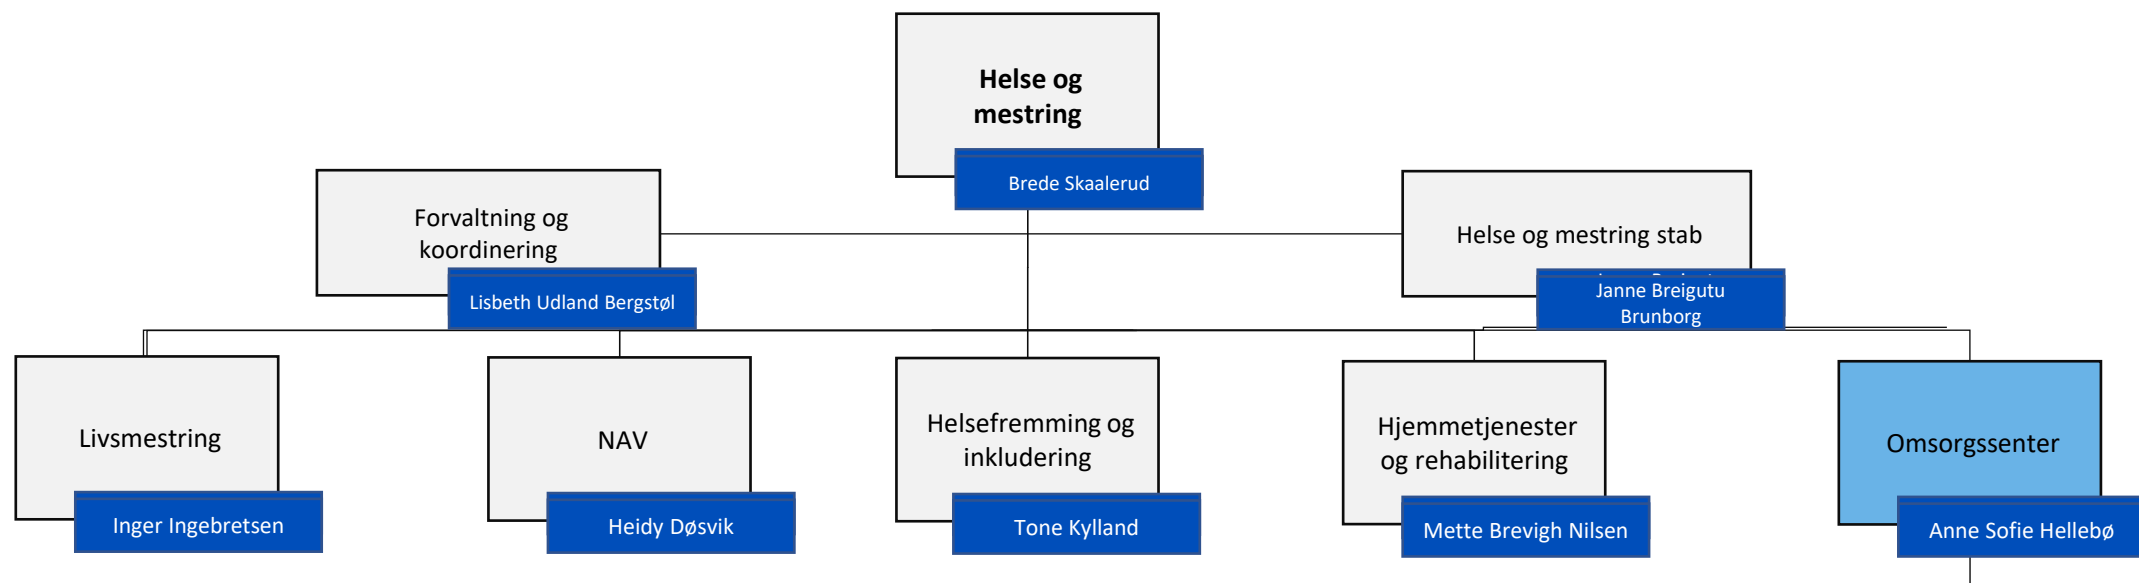 Helse og
mestring
Brede Skaalerud
Forvaltning og
koordinering
Lisbeth Udland Bergstøl
Helse og mestring stab
Janne Breigutu
Brunborg
Livsmestring
Inger Ingebretsen
NAV
Heidy Døsvik
Helsefremming og
inkludering
Tone Kylland
Hjemmetjenester
og rehabilitering
Mette Brevigh Nilsen
Omsorgssenter
Anne Sofie Hellebø